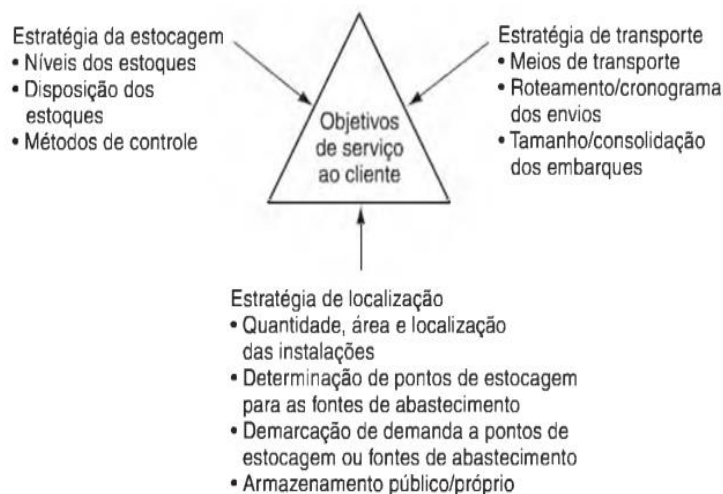 Estratégia da estocagem
• Níveis dos estoques
• Disposição dos
estoques
• Métodos de controle
Estratégia de transporte
• Meios de transporte
• Roteamento/cronograma
dos envios
• Tamanho/consolidação
dos embarques
Objetivos
de serviço
ao cliente
Estratégia de localização
• Quantidade, área e localização
das instalações
• Determinação de pontos de estocagem
para as fontes de abastecimento
• Demarcação de demanda a pontos de
estocagem ou fontes de abastecimento
• Armazenamento público/próprio